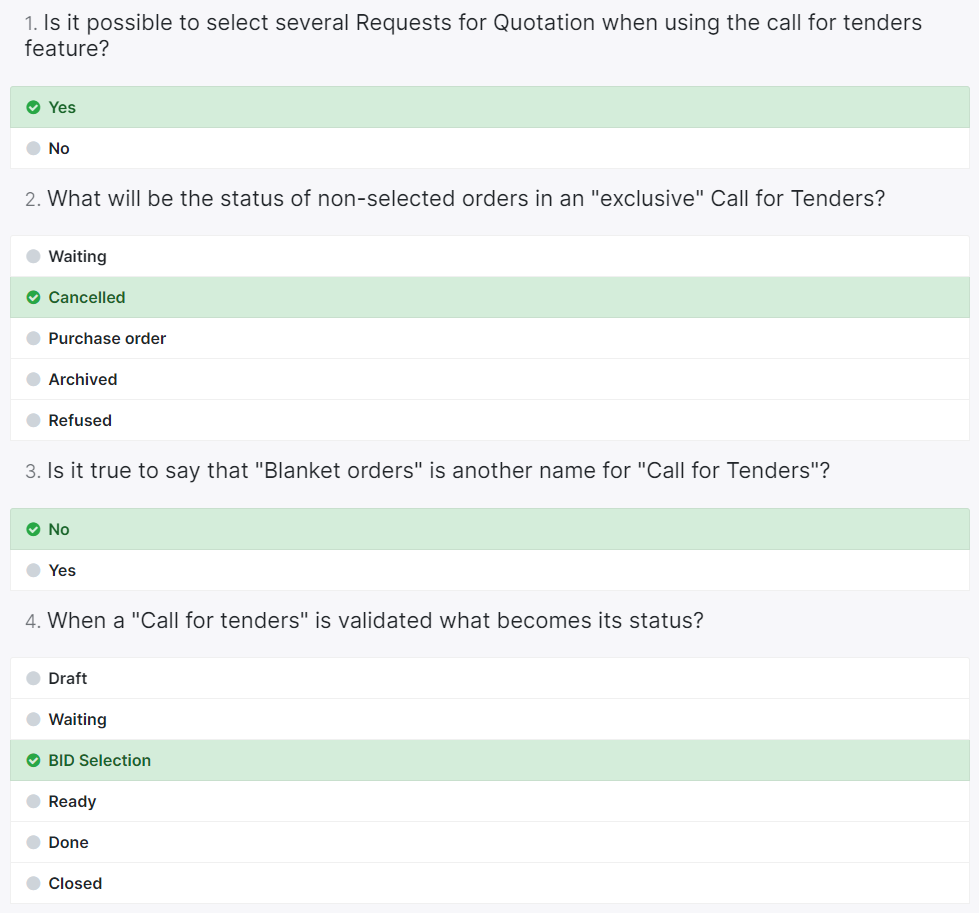 1. Is it possible to select several Requests for Quotation when using the call for tenders
feature?
Yes
No
2. What will be the status of non-selected orders in an "exclusive" Call for Tenders?
Waiting
Cancelled
Purchase order
Archived
Refused
3. Is it true to say that "Blanket orders" is another name for "Call for Tenders"?
No
Yes
4. When a "Call for tenders" is validated what becomes its status?
Draft
Waiting
BID Selection
Ready
Done
Closed